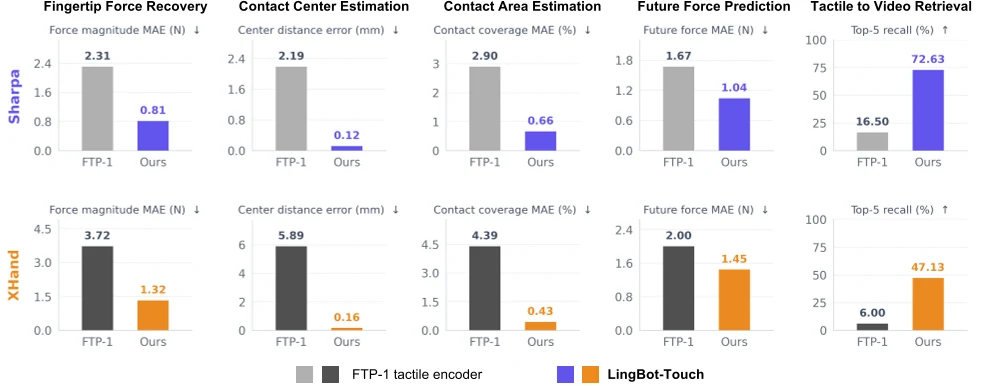 Fingertip Force Recovery
Contact Center Estimation
Contact Area Estimation
Future Force Prediction
Tactile to Video Retrieval
Sharpa
Force magnitude MAE (N) ↓
2.4
1.6
0.8
0.0
2.31
0.81
FTP-1
Ours
Center distance error (mm) ↓
2.4
1.6
0.8
0.0
2.19
0.12
FTP-1
Ours
Contact coverage MAE (%) ↓
3
2
1
0
2.90
0.66
FTP-1
Ours
Future force MAE (N) ↓
1.8
1.2
0.6
0.0
1.67
1.04
FTP-1
Ours
Top-5 recall (%) ↑
100
75
50
25
0
16.50
72.63
FTP-1
Ours
XHand
Force magnitude MAE (N) ↓
4.5
3.0
1.5
0.0
3.72
1.32
FTP-1
Ours
Center distance error (mm) ↓
6
4
2
0
5.89
0.16
FTP-1
Ours
Contact coverage MAE (%) ↓
4.5
3.0
1.5
0.0
4.39
0.43
FTP-1
Ours
Future force MAE (N) ↓
2.4
1.6
0.8
0.0
2.00
1.45
FTP-1
Ours
Top-5 recall (%) ↑
100
75
50
25
0
6.00
47.13
FTP-1
Ours
FTP-1 tactile encoder
LingBot-Touch